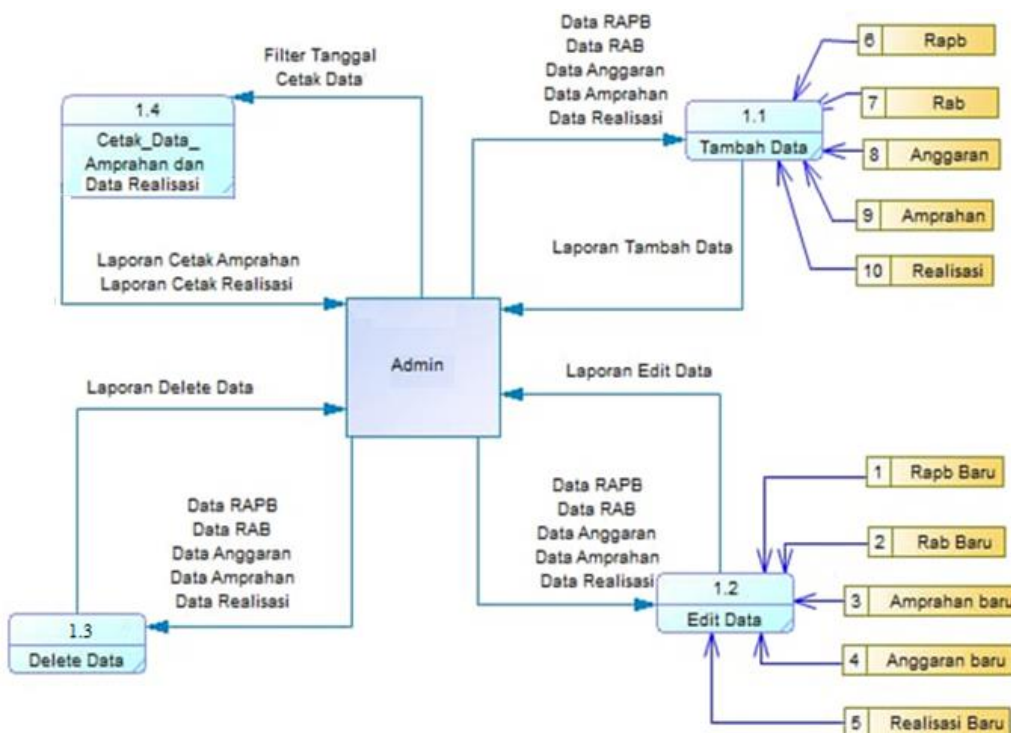 Filter Tanggal
Cetak Data
1.4
Cetak_Data_
Amprahan dan
Data Realisasi
Laporan Cetak Amprahan
Laporan Cetak Realisasi
Data RAPB
Data RAB
Data Anggaran
Data Amprahan
Data Realisasi
1.1
Tambah Data
6 Rapb
7 Rab
8 Anggaran
9 Amprahan
10 Realisasi
Laporan Tambah Data
Admin
Laporan Delete Data
Laporan Edit Data
Data RAPB
Data RAB
Data Anggaran
Data Amprahan
Data Realisasi
1.3
Delete Data
Data RAPB
Data RAB
Data Anggaran
Data Amprahan
Data Realisasi
1.2
Edit Data
1 Rapb Baru
2 Rab Baru
3 Amprahan baru
4 Anggaran baru
5 Realisasi Baru